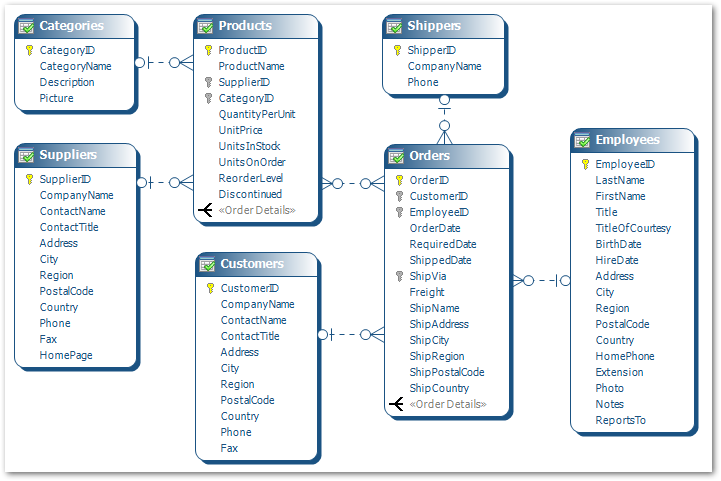 Categories
CategoryID
CategoryName
Description
Picture
Products
ProductID
ProductName
SupplierID
CategoryID
QuantityPerUnit
UnitPrice
UnitsInStock
UnitsOnOrder
ReorderLevel
Discontinued
«Order Details»
Shippers
ShipperID
CompanyName
Phone
Suppliers
SupplierID
CompanyName
ContactName
ContactTitle
Address
City
Region
PostalCode
Country
Phone
Fax
HomePage
Customers
CustomerID
CompanyName
ContactName
ContactTitle
Address
City
Region
PostalCode
Country
Phone
Fax
Orders
OrderID
CustomerID
EmployeeID
OrderDate
RequiredDate
ShippedDate
ShipVia
Freight
ShipName
ShipAddress
ShipCity
ShipRegion
ShipPostalCode
ShipCountry
«Order Details»
Employees
EmployeeID
LastName
FirstName
Title
TitleOfCourtesy
BirthDate
HireDate
Address
City
Region
PostalCode
Country
HomePhone
Extension
Photo
Notes
ReportsTo